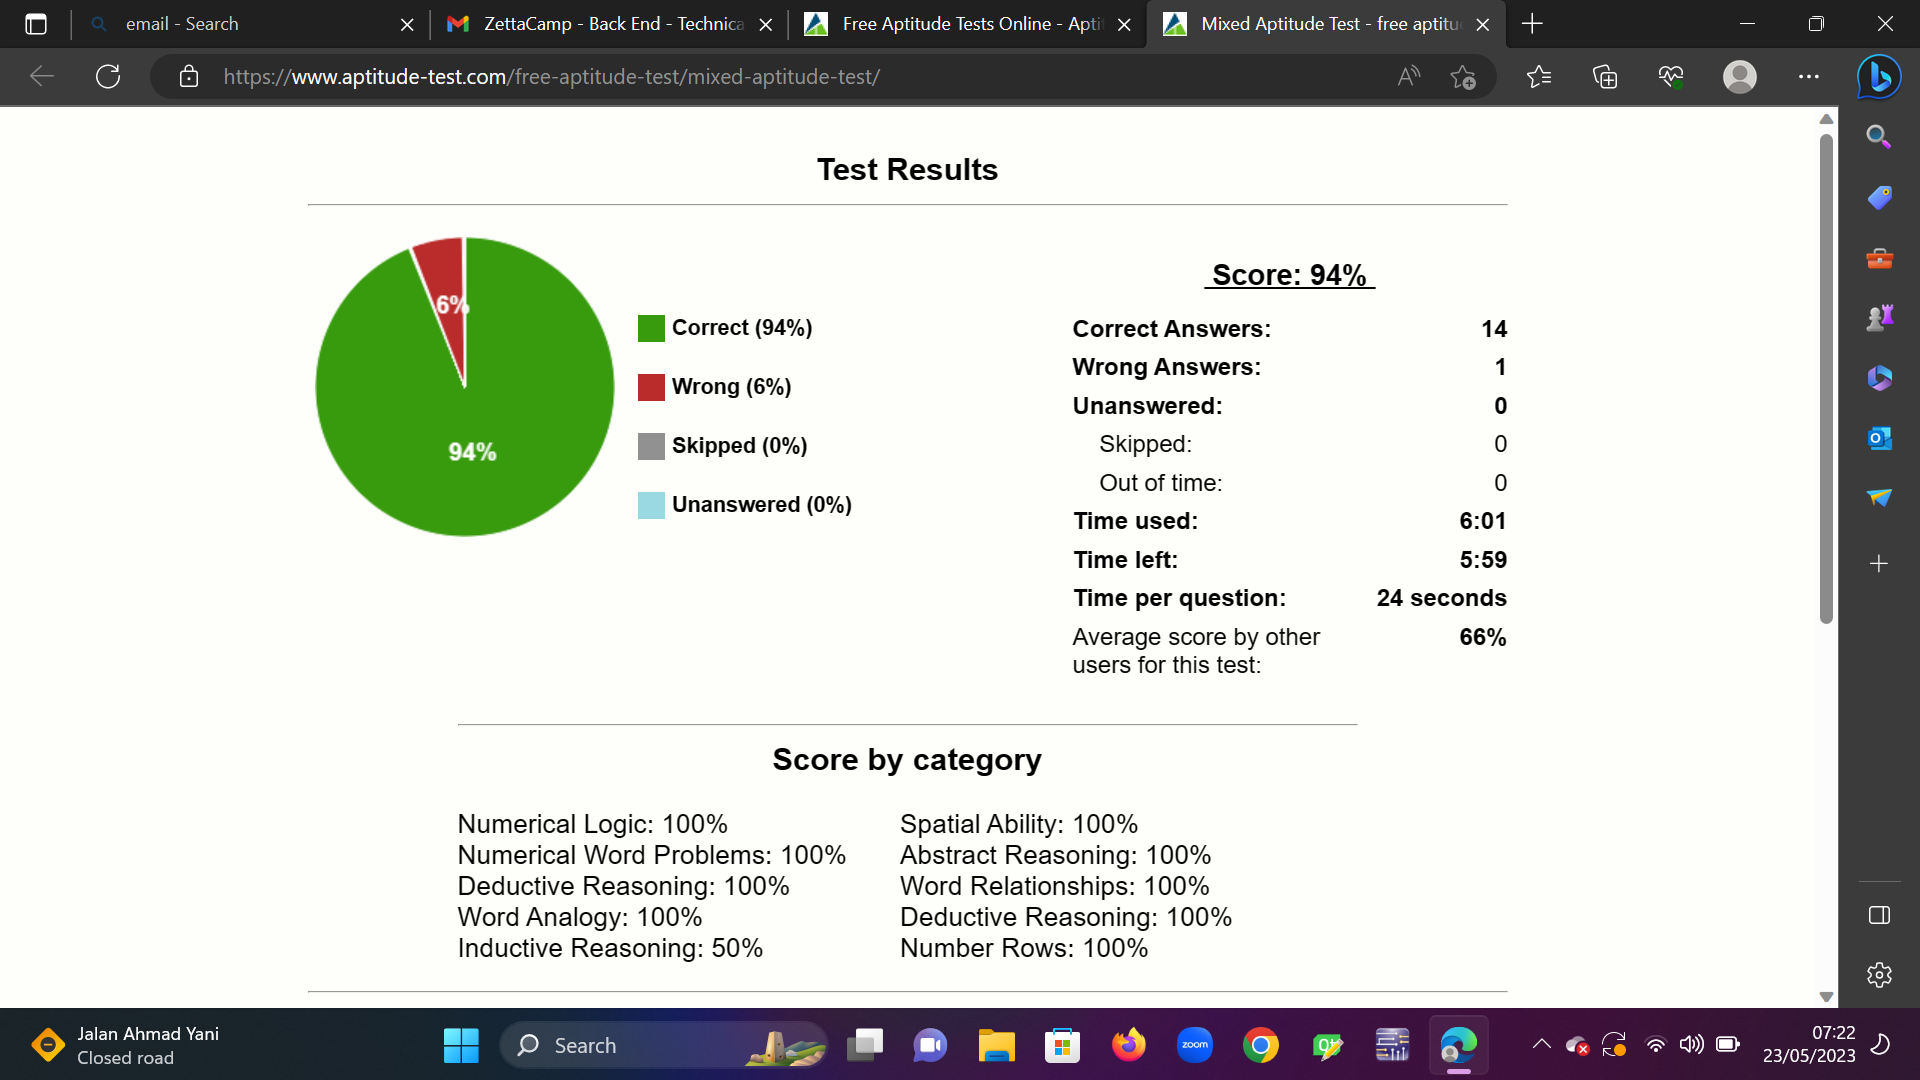 email - Search
ZettaCamp - Back End - Technica
Free Aptitude Tests Online - Apti
Mixed Aptitude Test - free aptitu
https://www.aptitude-test.com/free-aptitude-test/mixed-aptitude-test/
Test Results
6%
94%
Correct (94%)
Wrong (6%)
Skipped (0%)
Unanswered (0%)
Score: 94%
Correct Answers: 14
Wrong Answers: 1
Unanswered: 0
Skipped: 0
Out of time: 0
Time used: 6:01
Time left: 5:59
Time per question: 24 seconds
Average score by other 66%
users for this test:
Score by category
Numerical Logic: 100%
Numerical Word Problems: 100%
Deductive Reasoning: 100%
Word Analogy: 100%
Inductive Reasoning: 50%
Spatial Ability: 100%
Abstract Reasoning: 100%
Word Relationships: 100%
Deductive Reasoning: 100%
Number Rows: 100%
Jalan Ahmad Yani
Closed road
Search
zoom
07:22
23/05/2023